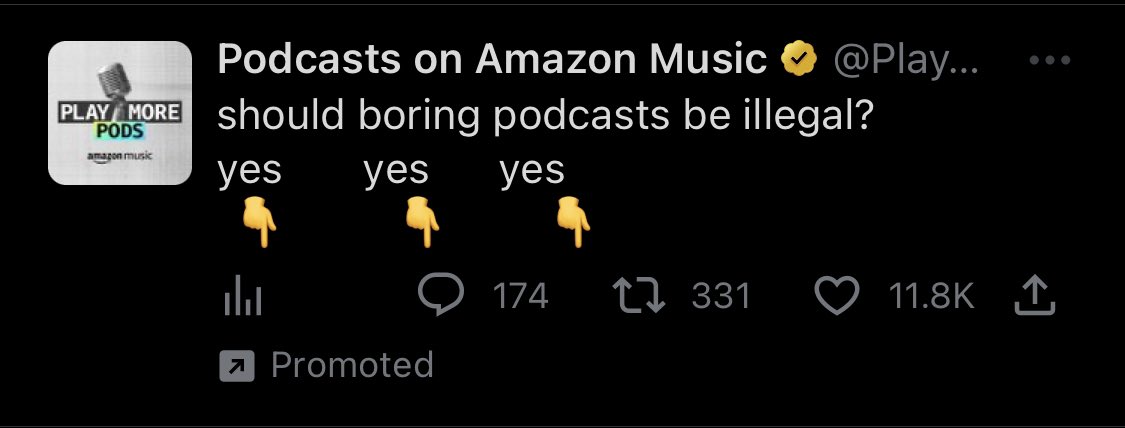 Podcasts on Amazon Music @Play...
should boring podcasts be illegal?
yes yes yes
👇 👇 👇
174 331 11.8K
Promoted
PLAY MORE
PODS
amazon music